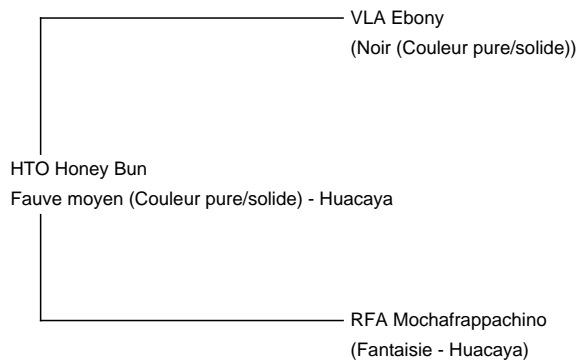 VLA Ebony
(Noir (Couleur pure/solide))
HTO Honey Bun
Fauve moyen (Couleur pure/solide) - Huacaya
RFA Mochafrappachino
(Fantaisie - Huacaya)